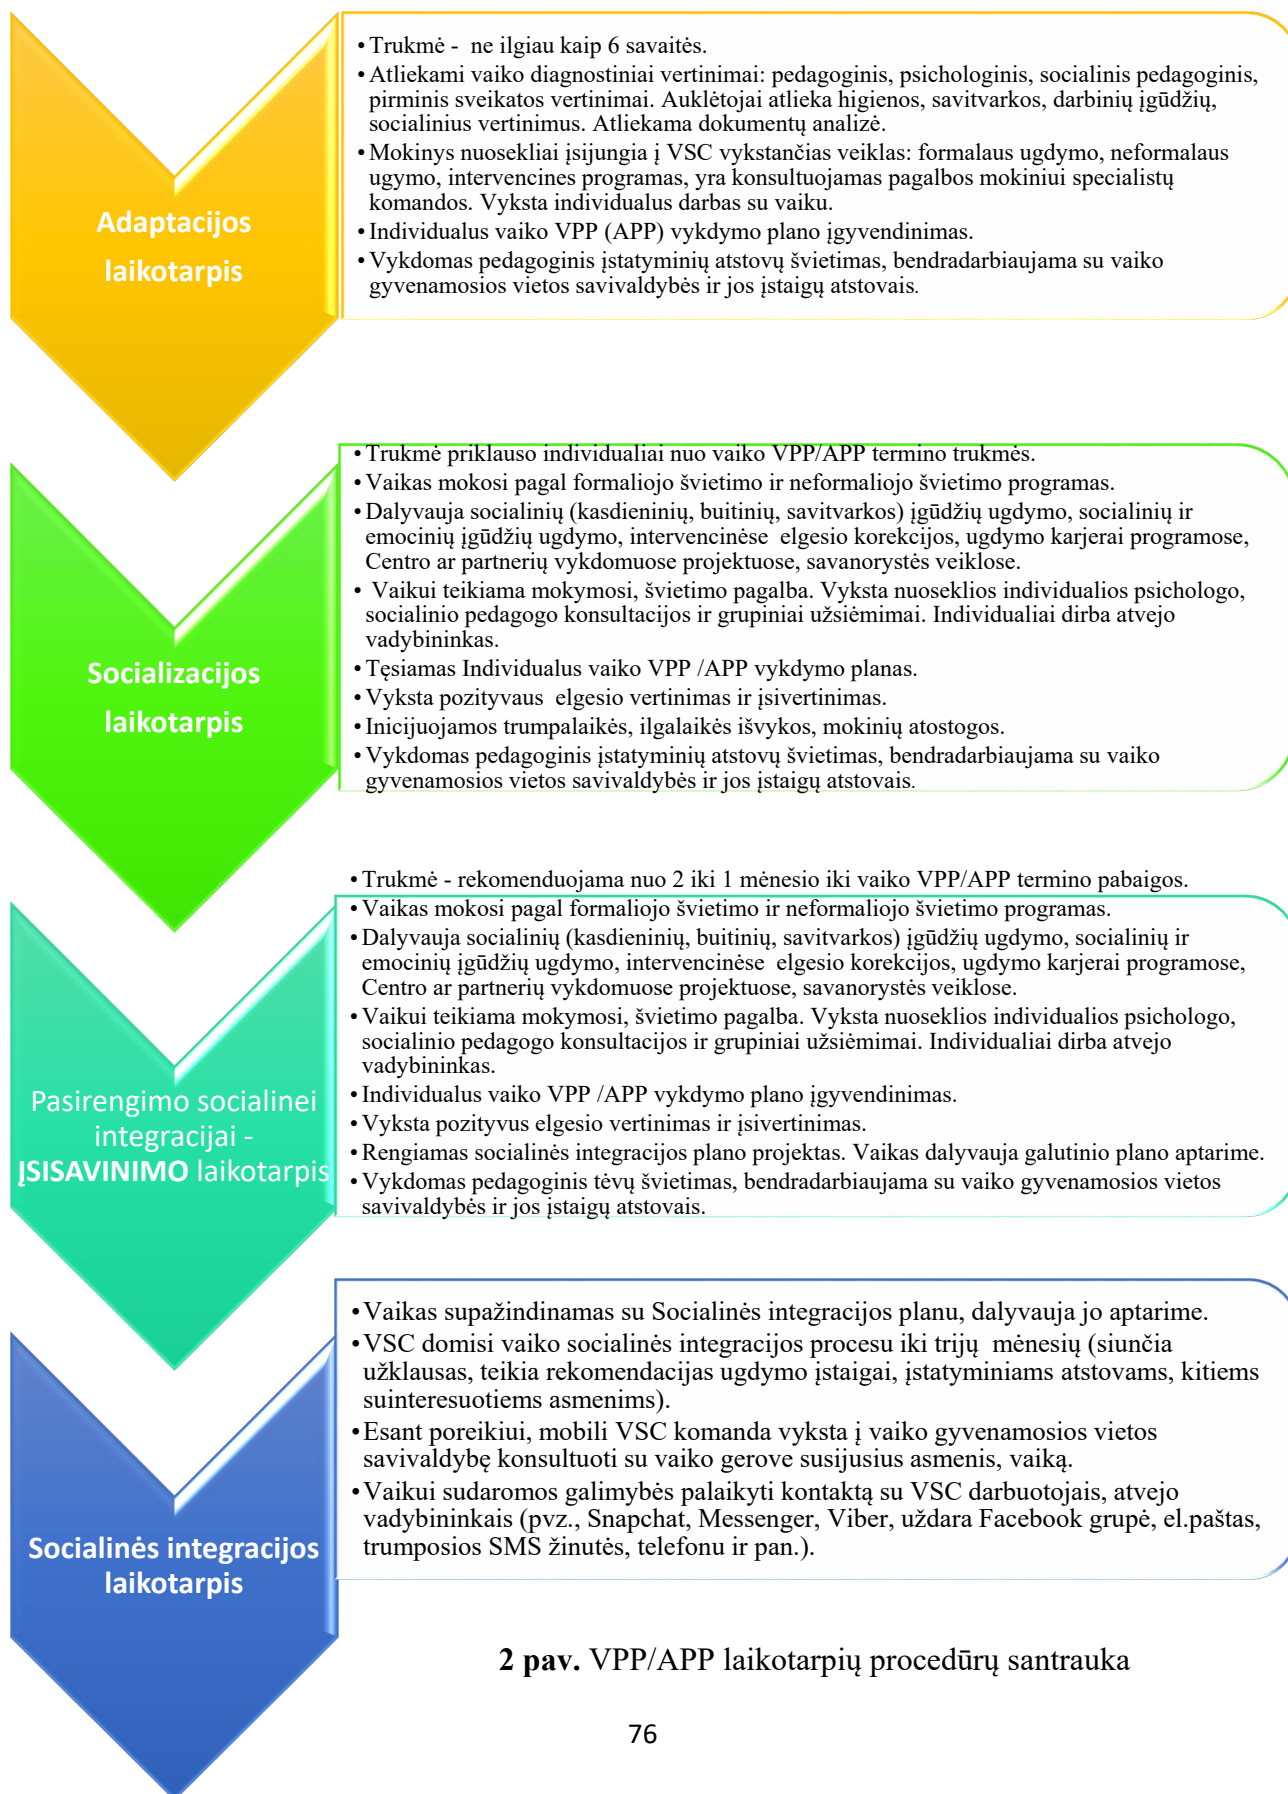 Adaptacijos
laikotarpis
• Trukmė - ne ilgiau kaip 6 savaitės.
• Atliekami vaiko diagnostiniai vertinimai: pedagoginis, psichologinis, socialinis pedagoginis,
pirminis sveikatos vertinimai. Auklėtojai atlieka higienos, savitvarkos, darbinių įgūdžių,
socialinius vertinimus. Atliekama dokumentų analizė.
• Mokinys nuosekliai įsijungia į VSC vykstančias veiklas: formalaus ugdymo, neformalaus
ugymo, intervencines programas, yra konsultuojamas pagalbos mokiniui specialistų
komandos. Vyksta individualus darbas su vaiku.
• Individualus vaiko VPP (APP) vykdymo plano įgyvendinimas.
• Vykdomas pedagoginis įstatyminių atstovų švietimas, bendradarbiaujama su vaiko
gyvenamosios vietos savivaldybės ir jos įstaigų atstovais.
Socializacijos
laikotarpis
• Trukmė priklauso individualiai nuo vaiko VPP/APP termino trukmės.
• Vaikas mokosi pagal formaliojo švietimo ir neformaliojo švietimo programas.
• Dalyvauja socialinių (kasdieninių, buitinių, savitvarkos) įgūdžių ugdymo, socialinių ir
emocinių įgūdžių ugdymo, intervencinėse elgesio korekcijos, ugdymo karjerai programose,
Centro ar partnerių vykdomuose projektuose, savanorystės veiklose.
• Vaikui teikiama mokymosi, švietimo pagalba. Vyksta nuoseklios individualios psichologo,
socialinio pedagogo konsultacijos ir grupiniai užsiėmimai. Individualiai dirba atvejo
vadybininkas.
• Tęsiamas Individualus vaiko VPP /APP vykdymo planas.
• Vyksta pozityvaus elgesio vertinimas ir įsivertinimas.
• Inicijuojamos trumpalaikės, ilgalaikės išvykos, mokinių atostogos.
• Vykdomas pedagoginis įstatyminių atstovų švietimas, bendradarbiaujama su vaiko
gyvenamosios vietos savivaldybės ir jos įstaigų atstovais.
Pasirengimo socialinei
integracijai -
ĮSISAVINIMO laikotarpis
• Trukmė - rekomenduojama nuo 2 iki 1 mėnesio iki vaiko VPP/APP termino pabaigos.
• Vaikas mokosi pagal formaliojo švietimo ir neformaliojo švietimo programas.
• Dalyvauja socialinių (kasdieninių, buitinių, savitvarkos) įgūdžių ugdymo, socialinių ir
emocinių įgūdžių ugdymo, intervencinėse elgesio korekcijos, ugdymo karjerai programose,
Centro ar partnerių vykdomuose projektuose, savanorystės veiklose.
• Vaikui teikiama mokymosi, švietimo pagalba. Vyksta nuoseklios individualios psichologo,
socialinio pedagogo konsultacijos ir grupiniai užsiėmimai. Individualiai dirba atvejo
vadybininkas.
• Individualus vaiko VPP /APP vykdymo plano įgyvendinimas.
• Vyksta pozityvus elgesio vertinimas ir įsivertinimas.
• Rengiamas socialinės integracijos plano projektas. Vaikas dalyvauja galutinio plano aptarime.
• Vykdomas pedagoginis tėvų švietimas, bendradarbiaujama su vaiko gyvenamosios vietos
savivaldybės ir jos įstaigų atstovais.
Socialinės integracijos
laikotarpis
• Vaikas supažindinamas su Socialinės integracijos planu, dalyvauja jo aptarime.
• VSC domisi vaiko socialinės integracijos procesu iki trijų mėnesių (siunčia
užklausas, teikia rekomendacijas ugdymo įstaigai, įstatyminiams atstovams, kitiems
suinteresuotiems asmenims).
• Esant poreikiui, mobili VSC komanda vyksta į vaiko gyvenamosios vietos
savivaldybę konsultuoti su vaiko gerove susijusius asmenis, vaiką.
• Vaikui sudaromos galimybės palaikyti kontaktą su VSC darbuotojais, atvejo
vadybininkais (pvz., Snapchat, Messenger, Viber, uždara Facebook grupė, el.paštas,
trumposios SMS žinutės, telefonu ir pan.).
2 pav. VPP/APP laikotarpių procedūrų santrauka
76